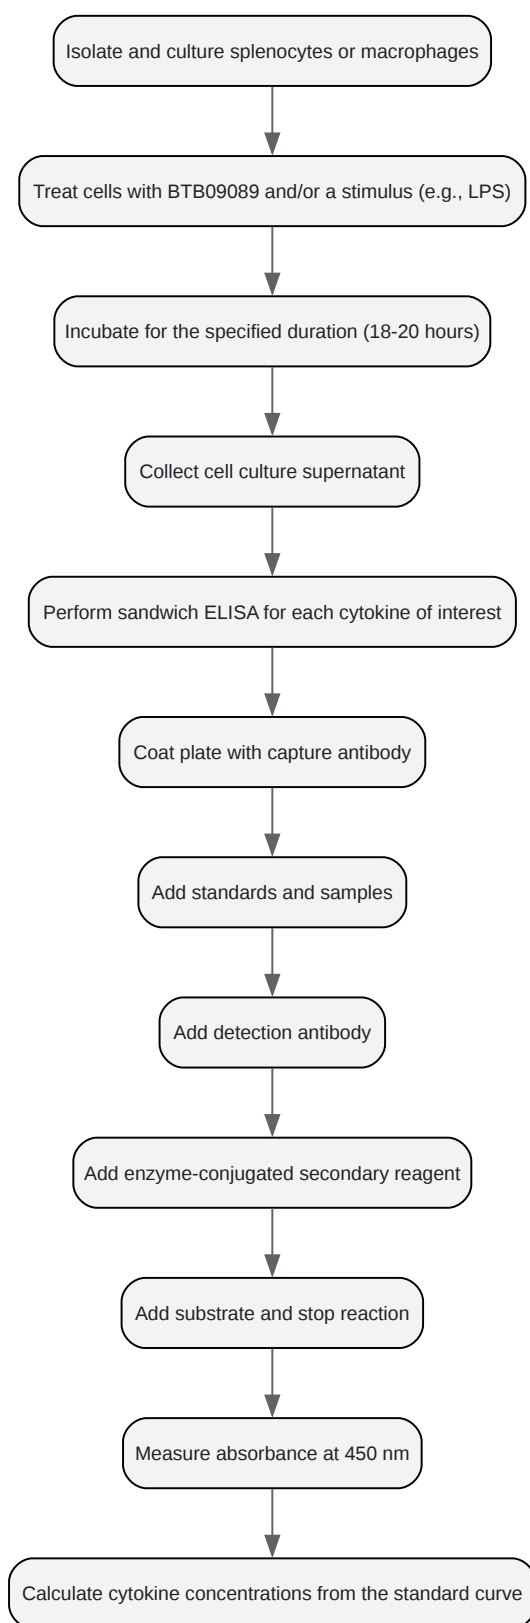 Isolate and culture splenocytes or macrophages
Treat cells with BTB09089 and/or a stimulus (e.g., LPS)
Incubate for the specified duration (18-20 hours)
Collect cell culture supernatant
Perform sandwich ELISA for each cytokine of interest
Coat plate with capture antibody
Add standards and samples
Add detection antibody
Add enzyme-conjugated secondary reagent
Add substrate and stop reaction
Measure absorbance at 450 nm
Calculate cytokine concentrations from the standard curve